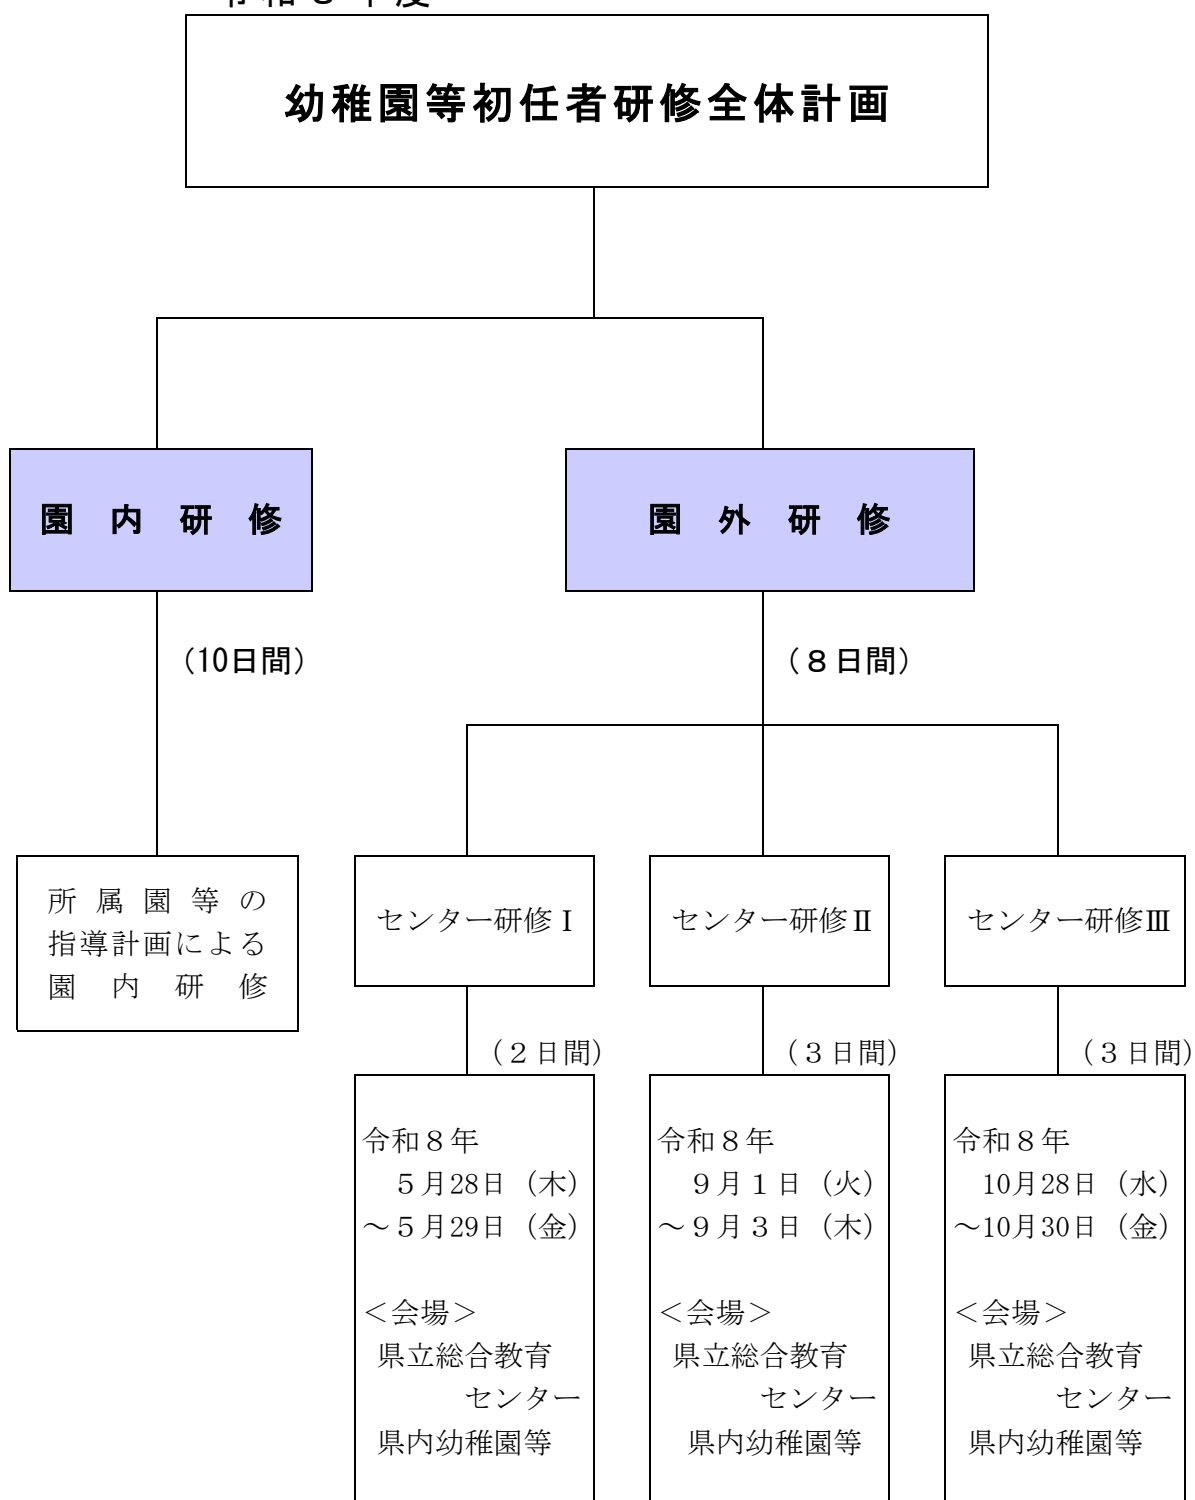 幼稚園等初任者研修全体計画
園　内　研　修
園　外　研　修
(10日間)
(８日間)
所属園等の
指導計画による
園　内　研　修
センター研修Ⅰ
センター研修Ⅱ
センター研修Ⅲ
(２日間)
(３日間)
(３日間)
令和８年
５月28日（木）
～５月29日（金）
＜会場＞
県立総合教育
センター
県内幼稚園等
令和８年
９月１日（火）
～９月３日（木）
＜会場＞
県立総合教育
センター
県内幼稚園等
令和８年
10月28日（水）
～10月30日（金）
＜会場＞
県立総合教育
センター
県内幼稚園等